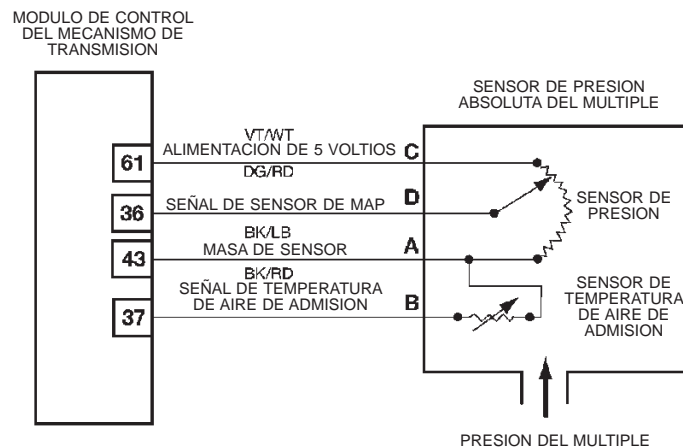 MODULO DE CONTROL
DEL MECANISMO DE
TRANSMISION
SENSOR DE PRESION
ABSOLUTA DEL MULTIPLE
VT/WT
61
ALIMENTACION DE 5 VOLTIOS
C
DG/RD
36
SEÑAL DE SENSOR DE MAP
D
SENSOR DE
PRESION
BK/LB
43
MASA DE SENSOR
A
BK/RD
SEÑAL DE TEMPERATURA
DE AIRE DE ADMISION
37
B
SENSOR DE
TEMPERATURA
DE AIRE DE
ADMISION
PRESION DEL MULTIPLE